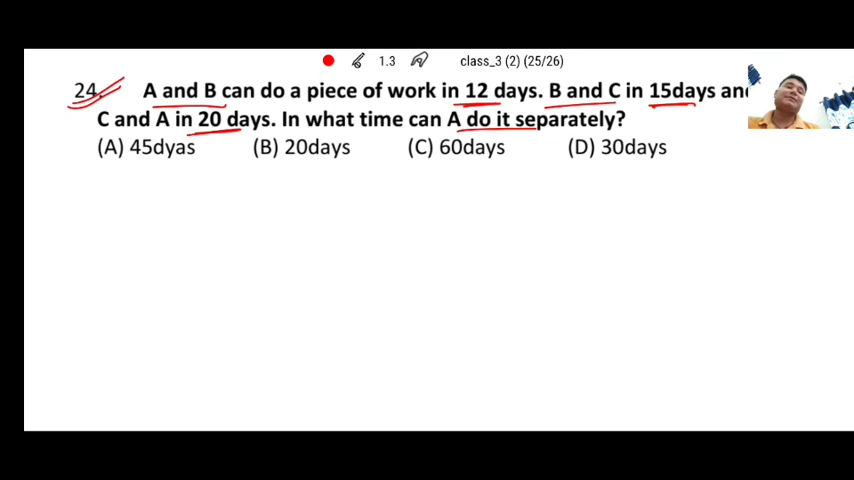 1.3 class_3 (2) (25/26)
24. A and B can do a piece of work in 12 days. B and C in 15days and
C and A in 20 days. In what time can A do it separately?
(A) 45dyas (B) 20days (C) 60days (D) 30days